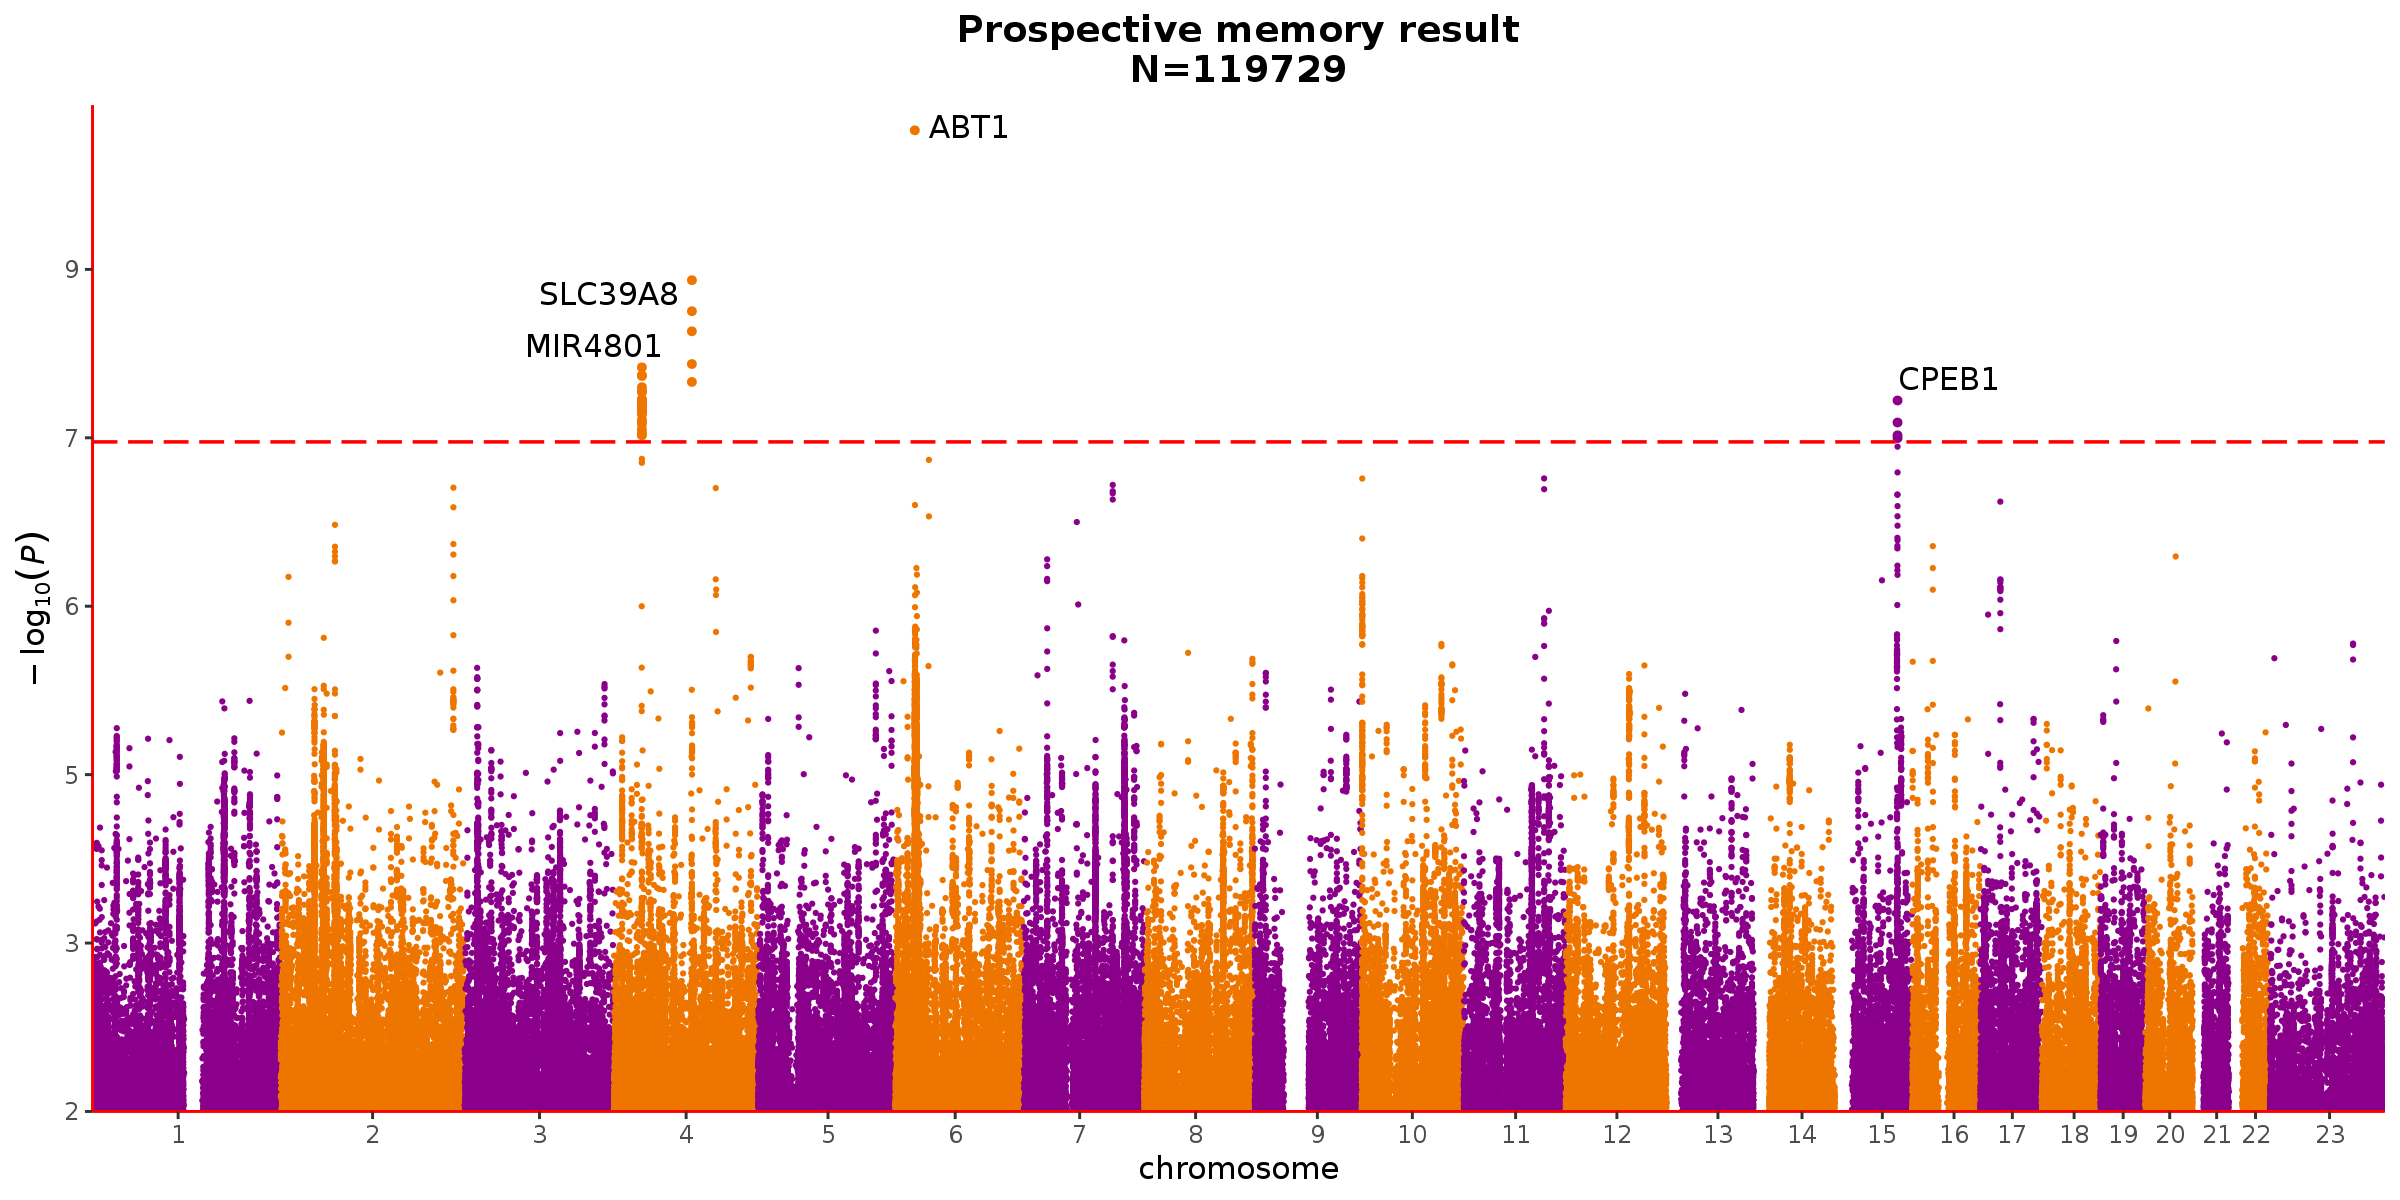 Prospective memory result
N=119729
ABT1
9
SLC39A8
MIR4801
CPEB1
7
6
5
3
2
−log10(P)
1 2 3 4 5 6 7 8 9 10 11 12 13 14 15 16 17 18 19 20 21 22 23
chromosome